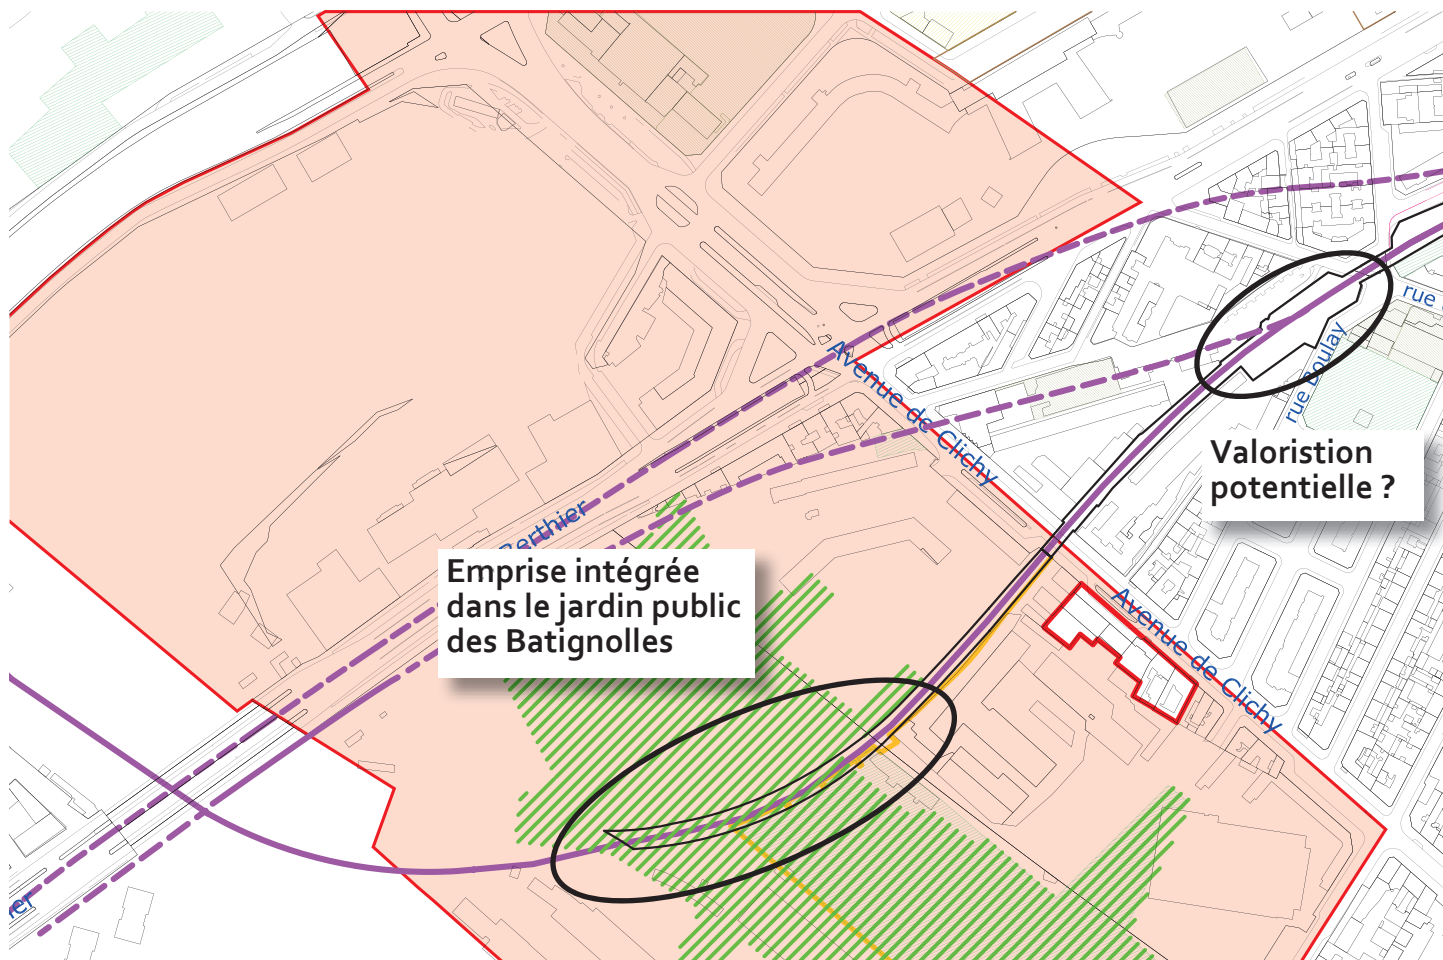 rue
Avenue de Clichy
rue Boulay
Valoristion
potentielle ?
Berthier
Emprise intégrée
dans le jardin public
des Batignolles
Avenue de Clichy